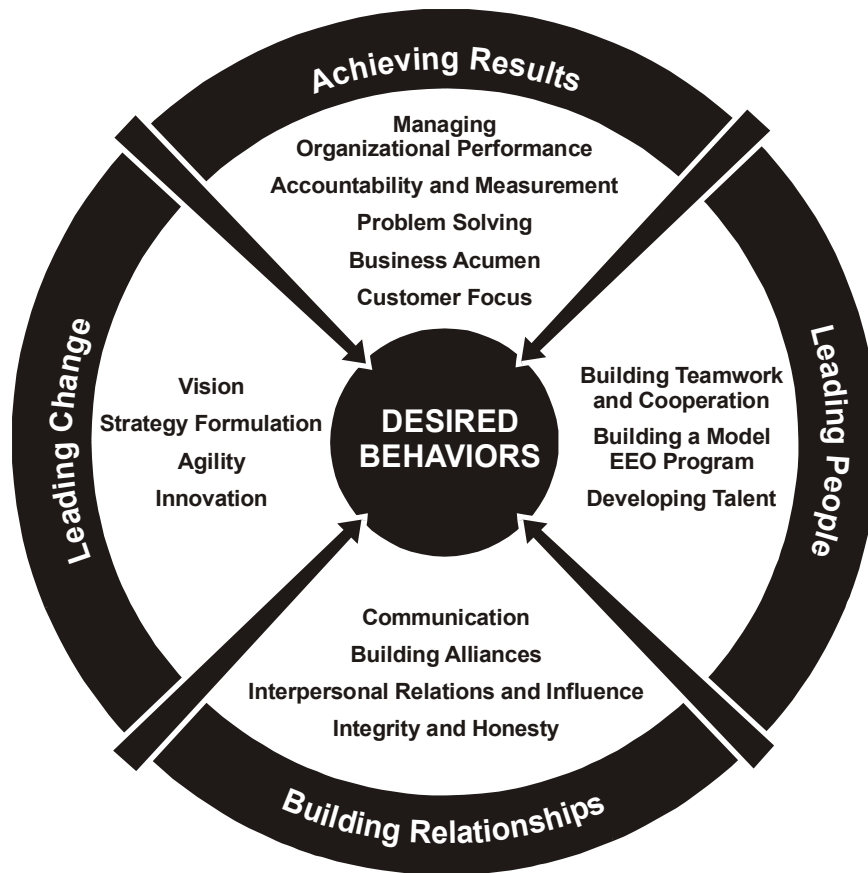 Achieving Results
Managing
Organizational Performance
Accountability and Measurement
Problem Solving
Business Acumen
Customer Focus
Leading Change
Vision
Strategy Formulation
Agility
Innovation
DESIRED
BEHAVIORS
Building Teamwork
and Cooperation
Building a Model
EEO Program
Developing Talent
Leading People
Communication
Building Alliances
Interpersonal Relations and Influence
Integrity and Honesty
Building Relationships